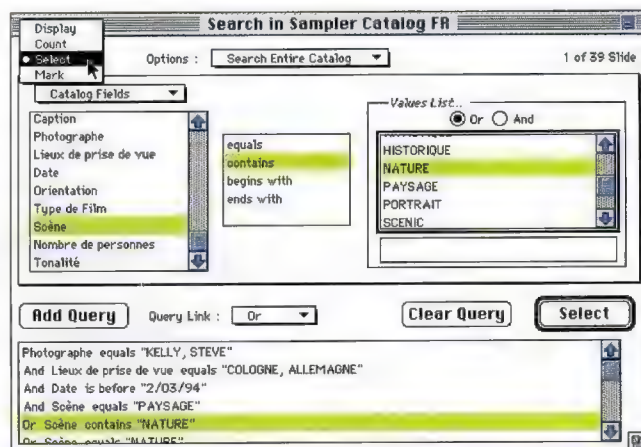 Search in Sampler Catalog FR
Display
Count
Select
Mark
Options :
Search Entire Catalog
1 of 39 Slide
Catalog Fields
Caption
Photographe
Lieux de prise de vue
Date
Orientation
Type de Film
Scène
Nombre de personnes
Tonalité
equals
contains
begins with
ends with
Values List...
Or
And
HISTORIQUE
NATURE
PAYSAGE
PORTRAIT
SCENIC
Add Query
Query Link :
Or
Clear Query
Select
Photographe equals "KELLY, STEVE"
And Lieux de prise de vue equals "COLOGNE, ALLEMAGNE"
And Date is before "2/03/94"
And Scène equals "PAYSAGE"
Or Scène contains "NATURE"
Or Scène equals "NATURE"